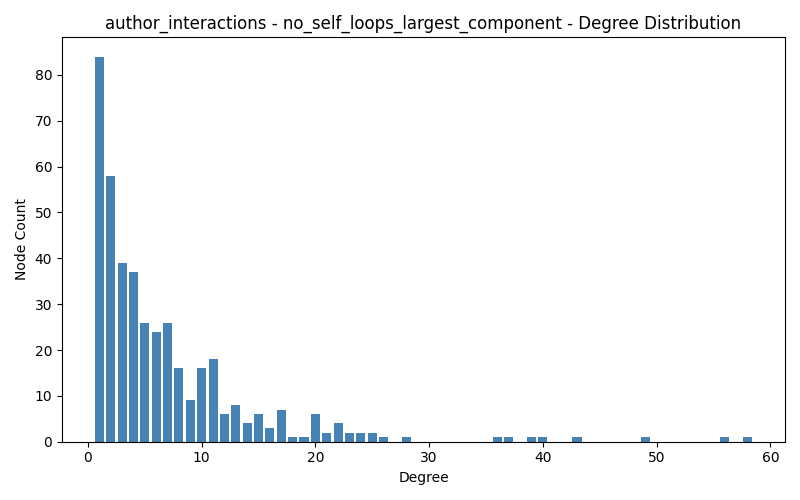 author_interactions - no_self_loops_largest_component - Degree Distribution
80
70
60
50
40
30
20
10
0
Node Count
0 10 20 30 40 50 60
Degree